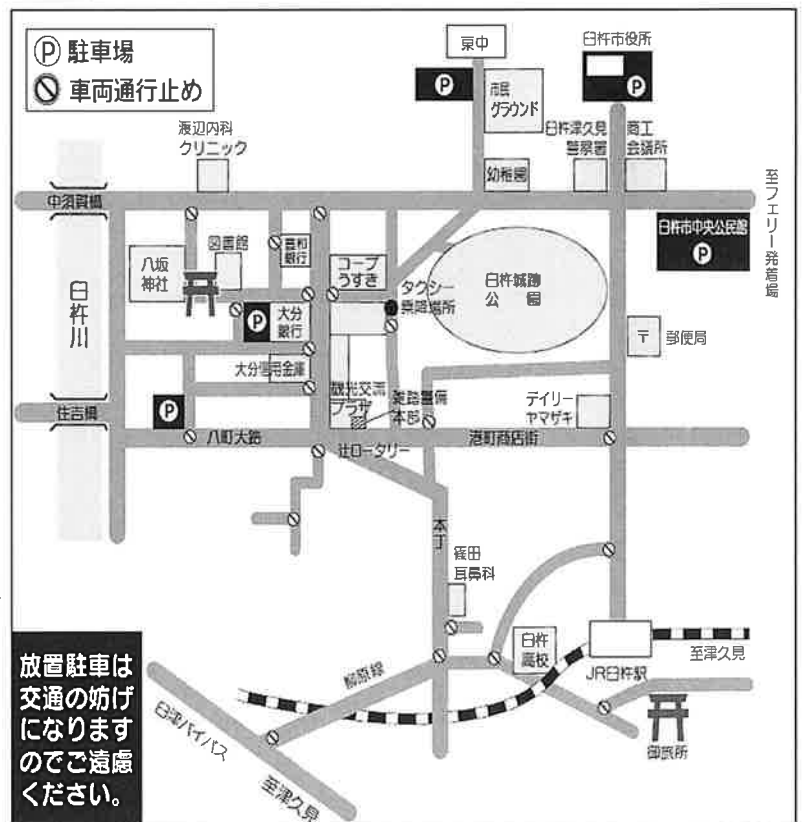 Ⓟ 駐車場
車両通行止め
東中
臼杵市役所
Ⓟ
Ⓟ
市民
グラウンド
渡辺内科
クリニック
臼杵津久見
警察署
商工
会議所
幼稚園
至フェリー発着場
中須賀橋
臼杵市中央公民館
Ⓟ
図書館
豊和
銀行
八坂
神社
コープ
うすき
タクシー
乗降場所
臼杵城跡
公園
臼杵川
Ⓟ
大分
銀行
〒
郵便局
大分信用金庫
観光交流
プラザ
雑踏警備
本部
デイリー
ヤマザキ
住吉橋
Ⓟ
八町大路
港町商店街
辻ロータリー
本丁
篠田
耳鼻科
臼杵
高校
至津久見
JR臼杵駅
柳原線
御旅所
臼津バイパス
至津久見
放置駐車は
交通の妨げ
になります
のでご遠慮
ください。